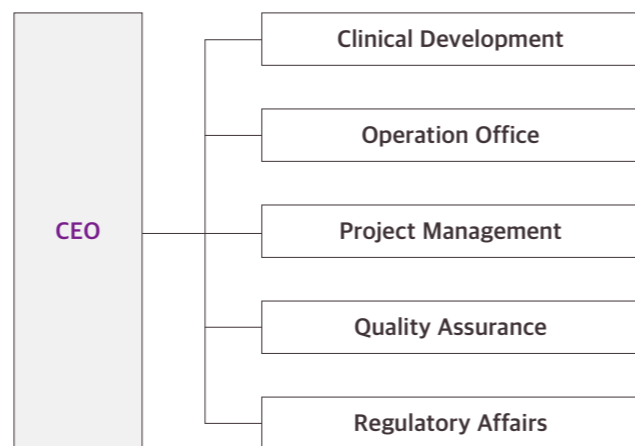 Clinical Development
Operation Office
CEO
Project Management
Quality Assurance
Regulatory Affairs